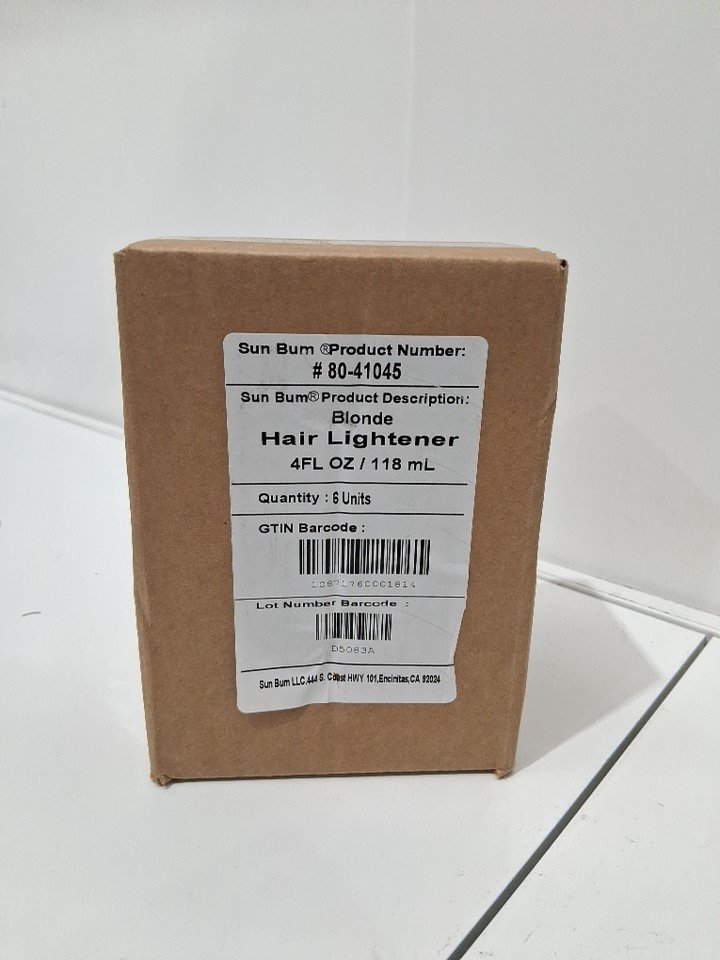 Sun Bum ®Product Number:
# 80-41045
Sun Bum® Product Description:
Blonde
Hair Lightener
4FL OZ / 118 mL
Quantity : 6 Units
GTIN Barcode :
10871760001814
Lot Number Barcode :
D5083A
Sun Bum LLC.444 S. Coast HWY 101,Encinitas,CA 92024